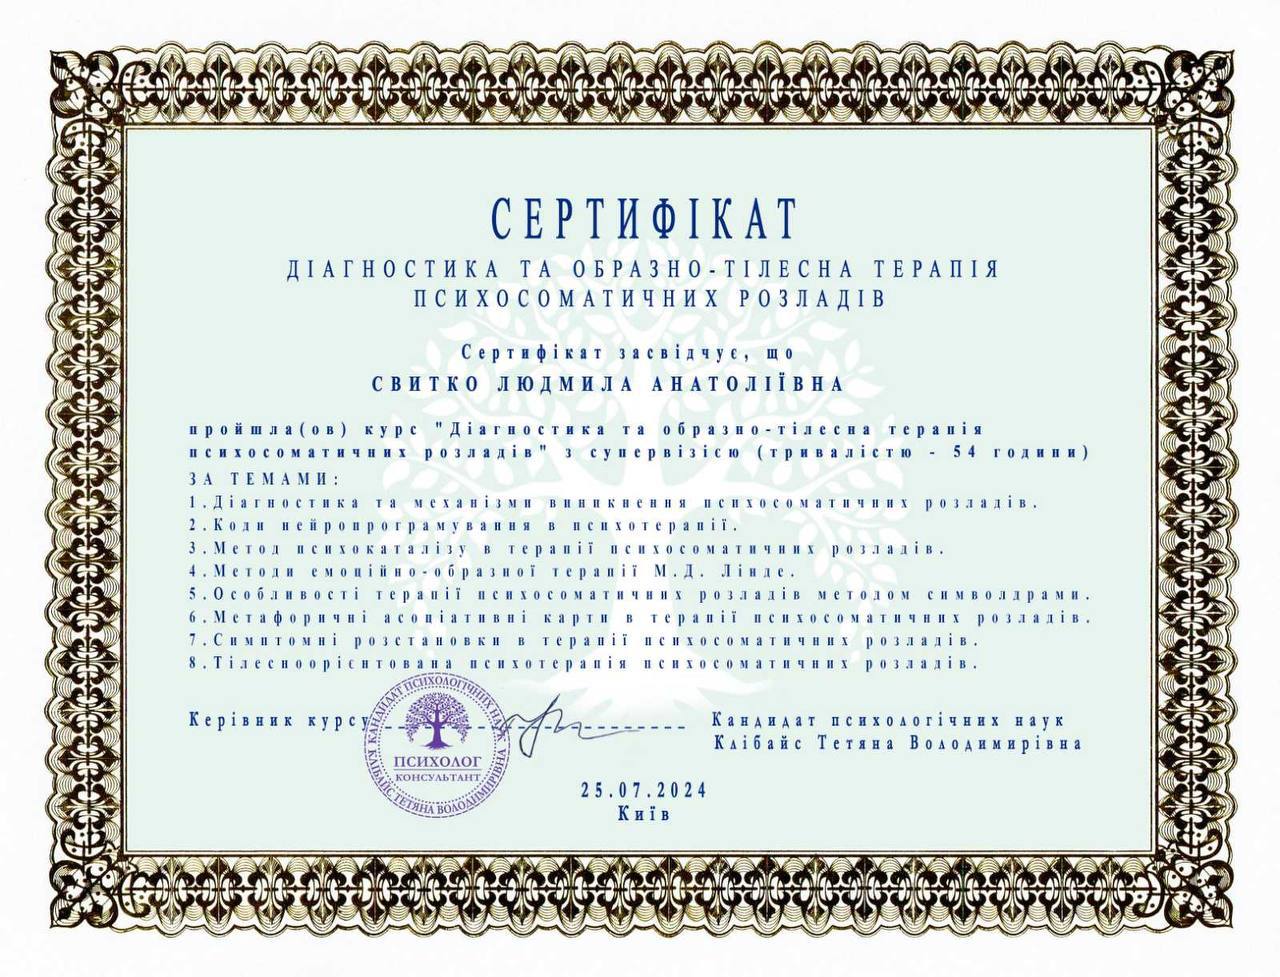 СЕРТИФІКАТ
ДІАГНОСТИКА ТА ОБРАЗНО-ТІЛЕСНА ТЕРАПІЯ
ПСИХОСОМАТИЧНИХ РОЗЛАДІВ
Сертифікат засвідчує, що
СВИТКО ЛЮДМИЛА АНАТОЛІЇВНА
пройшла(ов) курс "Діагностика та образно-тілесна терапія
психосоматичних розладів" з супервізією (тривалістю - 54 години)
ЗА ТЕМАМИ:
1.Діагностика та механізми виникнення психосоматичних розладів.
2.Коди нейропрограмування в психотерапії.
3.Метод психокаталізу в терапії психосоматичних розладів.
4.Методи емоційно-образної терапії М.Д. Лінде.
5.Особливості терапії психосоматичних розладів методом символдрами.
6.Метафоричні асоціативні карти в терапії психосоматичних розладів.
7.Симптомні розстановки в терапії психосоматичних розладів.
8.Тілесноорієнтована психотерапія психосоматичних розладів.
Керівник курсу
Кандидат психологічних наук
Клібайс Тетяна Володимирівна
КАНДИДАТ ПСИХОЛОГІЧНИХ НАУК
ПСИХОЛОГ
КОНСУЛЬТАНТ
КЛІБАЙС ТЕТЯНА ВОЛОДИМИРІВНА
25.07.2024
Київ